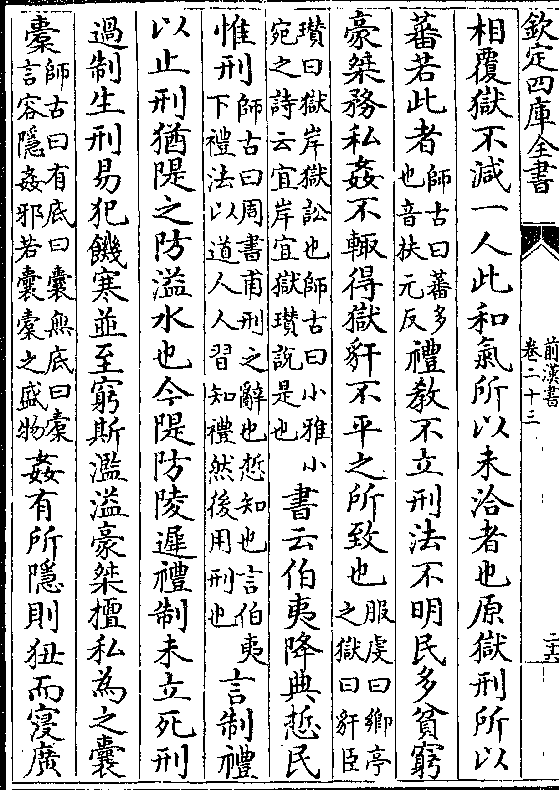 欽定四庫全書
前漢書
卷二十三
二十六
相覆獄不減一人此和氣所以未洽者也原獄刑所以
蕃若此者師古曰蕃多也音扶元反禮教不立刑法不明民多貧窮
豪桀務私姦不輒得獄豻不平之所致也服虔曰鄉亭之獄曰豻臣
瓚曰獄岸獄訟也師古曰小雅小宛之詩云宜岸宜獄瓚說是也書云伯夷降典悊民
惟刑師古曰周書甫刑之辭也悊知也言伯夷下禮法以道人人習知禮然後用刑也言制禮
以止刑猶隄之防溢水也今隄防陵遲禮制未立死刑
過制生刑易犯饑寒並至窮斯濫溢豪桀擅私為之囊
橐師古曰有底曰囊無底曰橐言容隱姦邪若囊橐之盛物姦有所隱則狃而寖廣